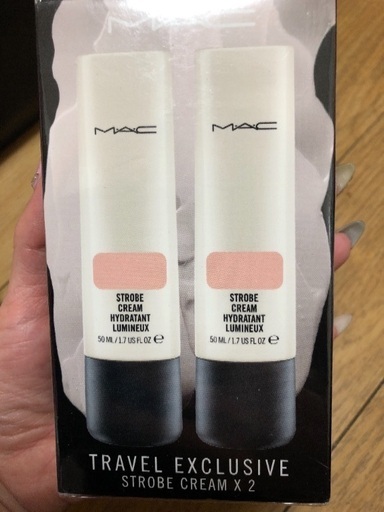 MAC
MAC
MAC
STROBE
CREAM
HYDRATANT
LUMINEUX
50 ML / 1.7 US FL OZ ℮
STROBE
CREAM
HYDRATANT
LUMINEUX
50 ML / 1.7 US FL OZ ℮
TRAVEL EXCLUSIVE
STROBE CREAM X 2